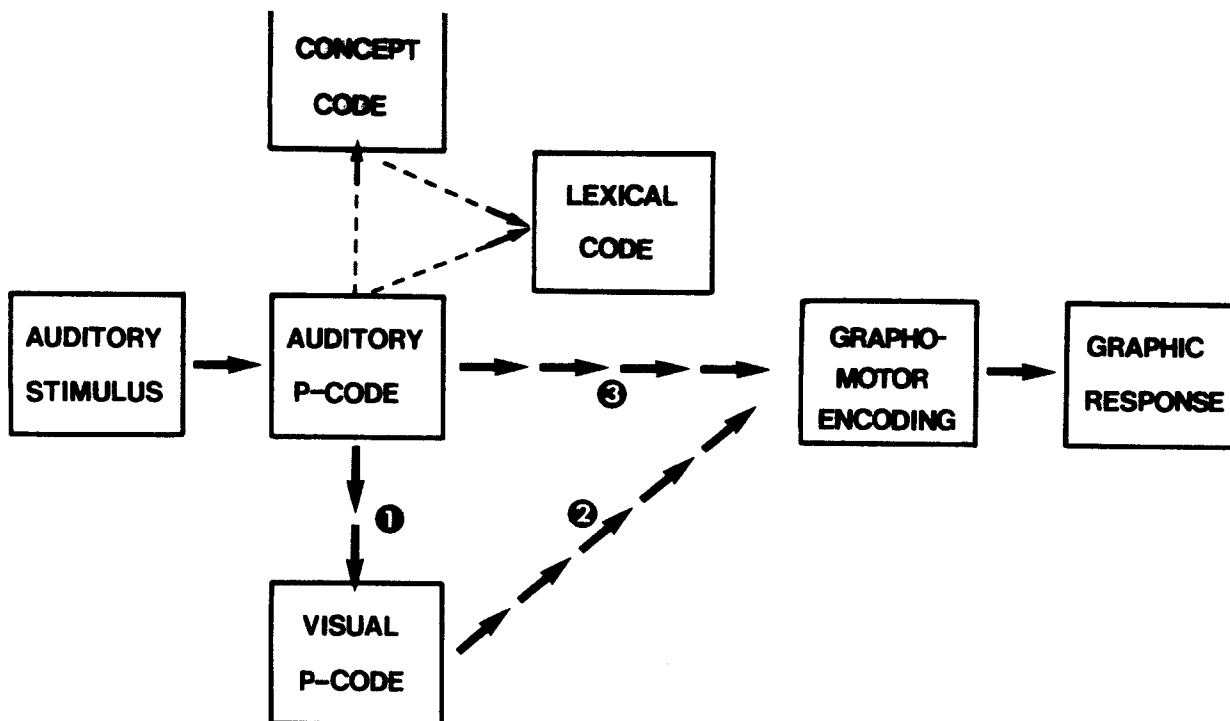 CONCEPT
CODE
LEXICAL
CODE
AUDITORY
STIMULUS
AUDITORY
P-CODE
GRAPHO-
MOTOR
ENCODING
GRAPHIC
RESPONSE
3
1
2
VISUAL
P-CODE